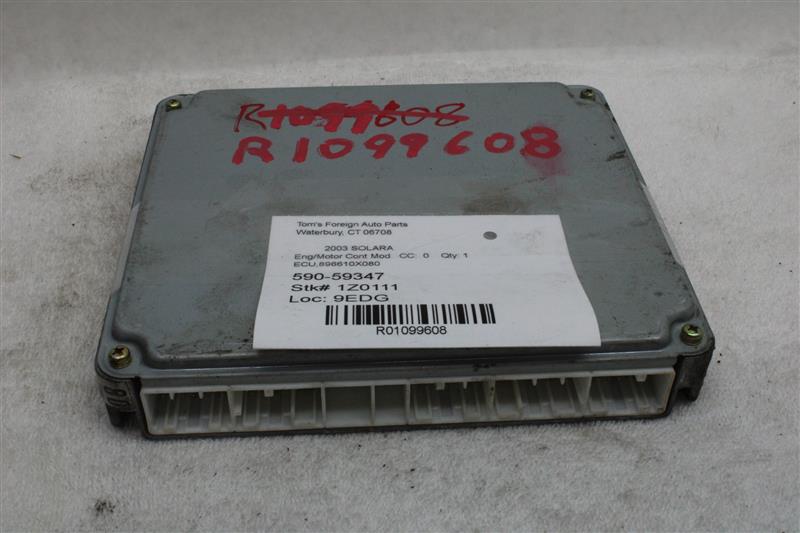 R1099608
R1099608
Tom's Foreign Auto Parts
Waterbury, CT 06708
2003 SOLARA
Eng/Motor Cont Mod CC: 0 Qty: 1
ECU,896610X080
590-59347
Stk# 1Z0111
Loc: 9EDG
R01099608